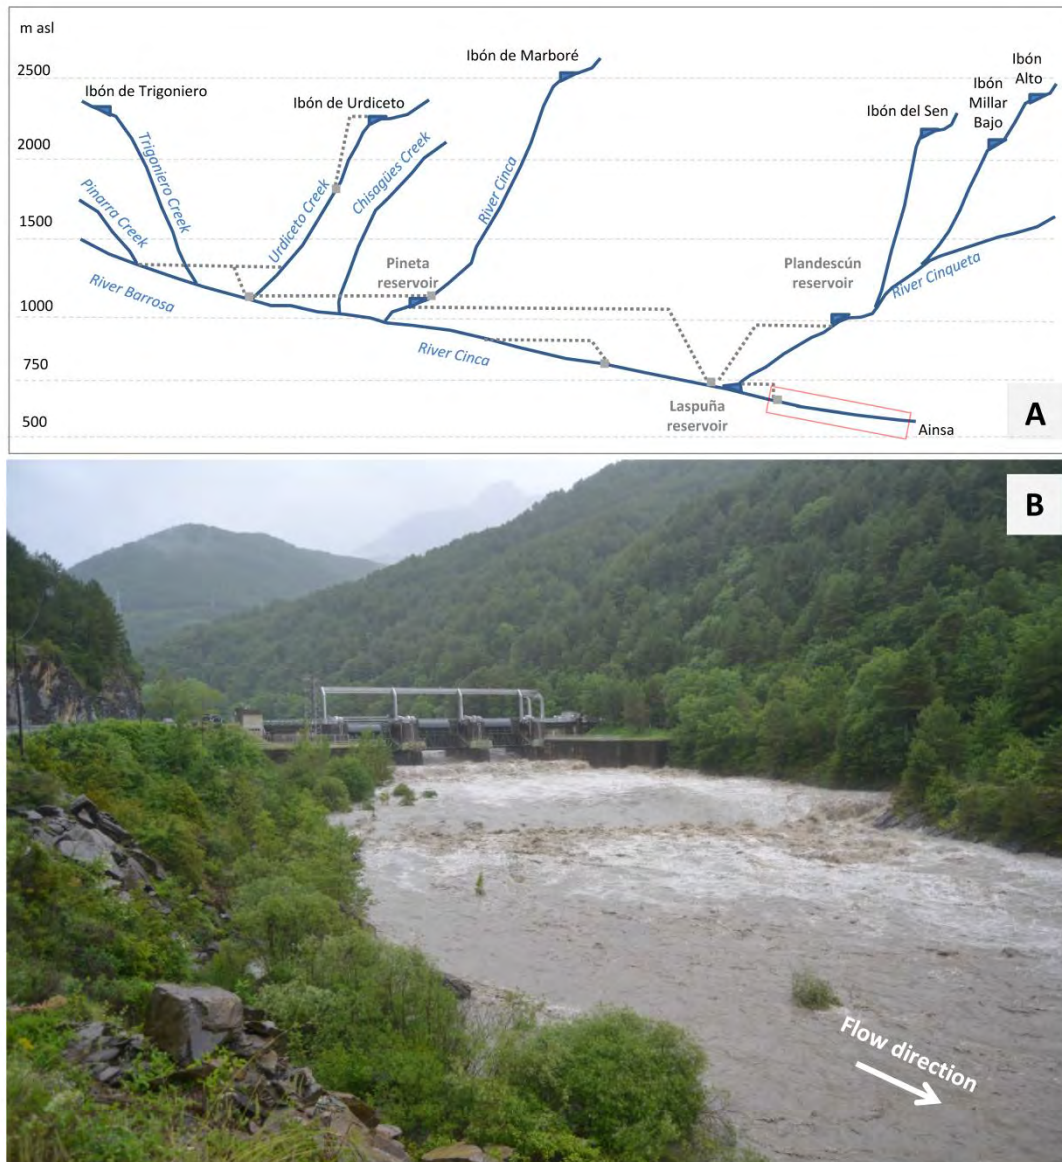 m asl
2500
2000
1500
1000
750
500
Ibón de Trigoniero
Ibón de Urdiceto
Ibón de Marboré
Ibón del Sen
Ibón
Millar
Bajo
Ibón
Alto
Pinarra Creek
Trigoniero Creek
Urdiceto Creek
Chisagües Creek
River Cinca
River Barrosa
Pineta
reservoir
Plandescún
reservoir
River Cinqueta
River Cinca
Laspuña
reservoir
Ainsa
A
B
Flow direction